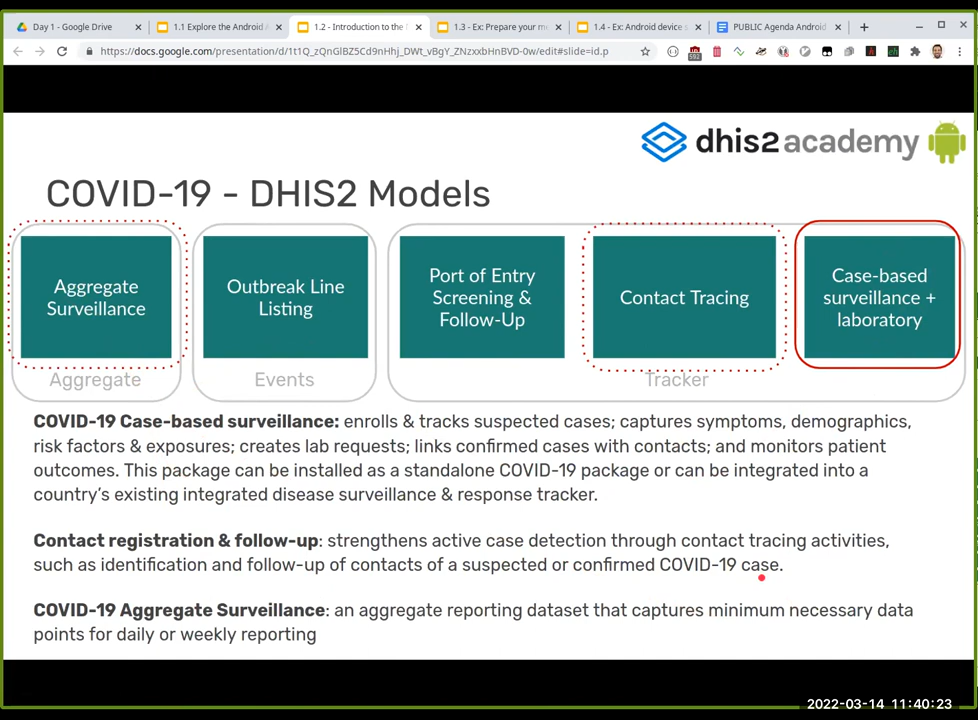 Day 1 - Google Drive
1.1 Explore the Android A
1.2 - Introduction to the
1.3 - Ex: Prepare your m
1.4 - Ex: Android device s
PUBLIC Agenda Android
https://docs.google.com/presentation/d/1t1Q_zQnGlBZ5Cd9nHhj_DWt_vBgY_ZNzxxbHnBVD-0w/edit#slide=id.p
593
dhis2 academy
COVID-19 - DHIS2 Models
Aggregate
Surveillance
Outbreak Line
Listing
Port of Entry
Screening &
Follow-Up
Contact Tracing
Case-based
surveillance +
laboratory
Aggregate
Events
Tracker
COVID-19 Case-based surveillance: enrolls & tracks suspected cases; captures symptoms, demographics,
risk factors & exposures; creates lab requests; links confirmed cases with contacts; and monitors patient
outcomes. This package can be installed as a standalone COVID-19 package or can be integrated into a
country's existing integrated disease surveillance & response tracker.
Contact registration & follow-up: strengthens active case detection through contact tracing activities,
such as identification and follow-up of contacts of a suspected or confirmed COVID-19 case.
COVID-19 Aggregate Surveillance: an aggregate reporting dataset that captures minimum necessary data
points for daily or weekly reporting
2022-03-14 11:40:23